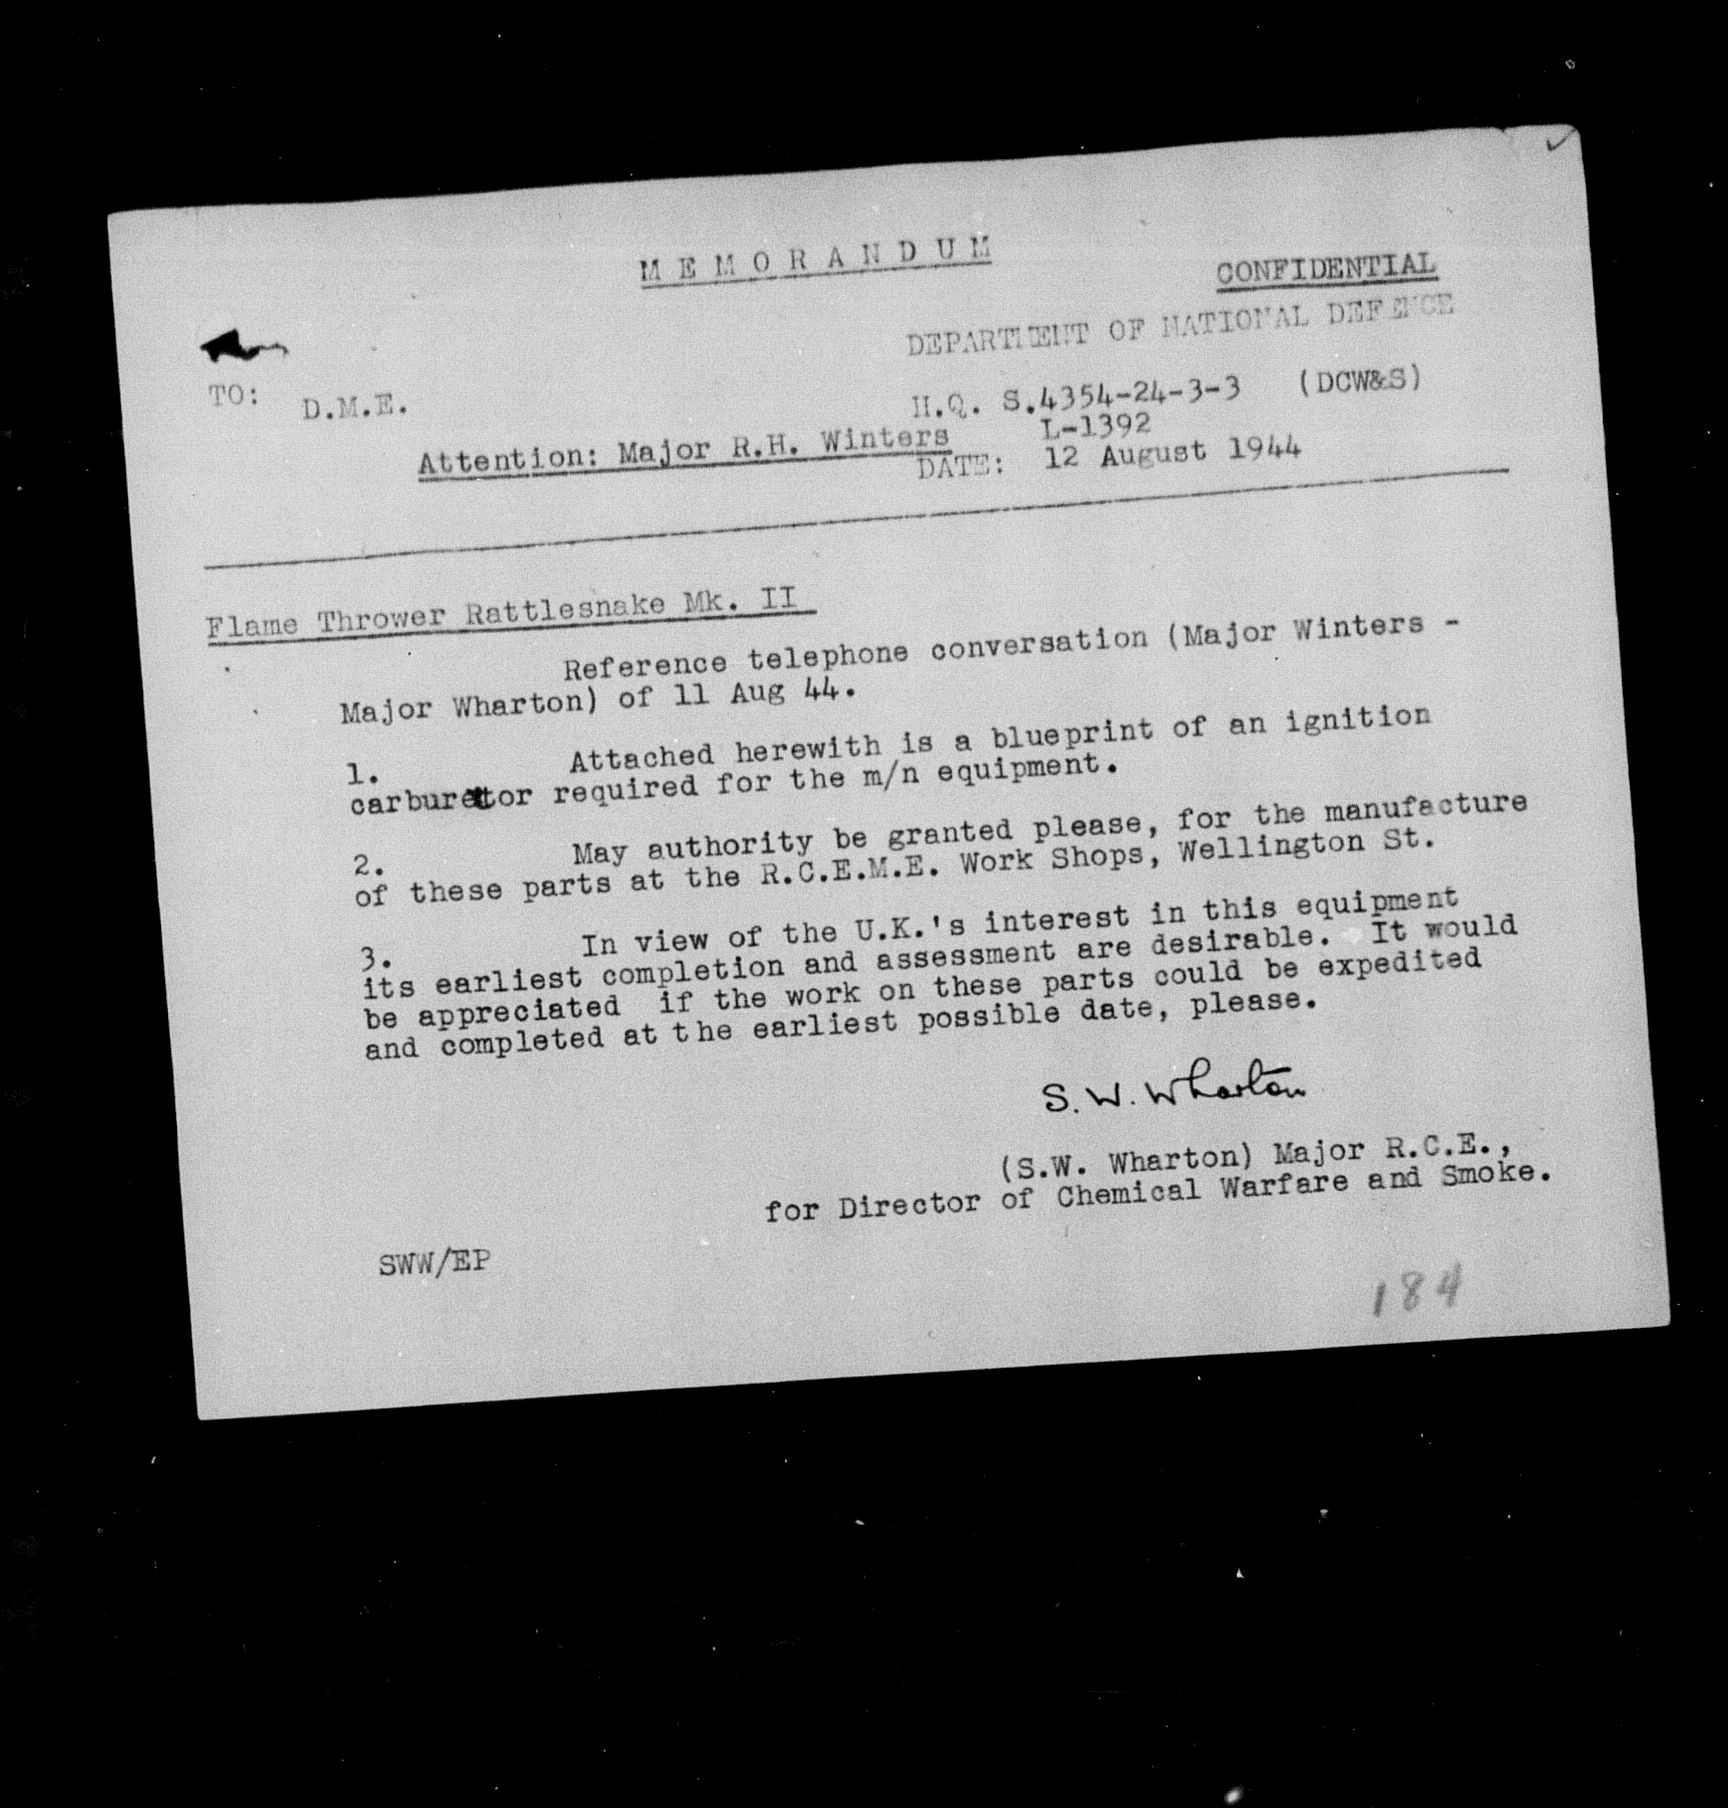 MEMORANDUM
CONFIDENTIAL
DEPARTMENT OF NATIONAL DEFENCE
TO: D.M.E.
H.Q. S.4354-24-3-3 (DCW&S)
L-1392
Attention: Major R.H. Winters
DATE: 12 August 1944
Flame Thrower Rattlesnake Mk. II
Reference telephone conversation (Major Winters -
Major Wharton) of 11 Aug 44.
1. Attached herewith is a blueprint of an ignition
carburettor required for the m/n equipment.
2. May authority be granted please, for the manufacture
of these parts at the R.C.E.M.E. Work Shops, Wellington St.
3. In view of the U.K.'s interest in this equipment
its earliest completion and assessment are desirable. It would
be appreciated if the work on these parts could be expedited
and completed at the earliest possible date, please.
S. W. Wharton
(S.W. Wharton) Major R.C.E.,
for Director of Chemical Warfare and Smoke.
SWW/EP
184